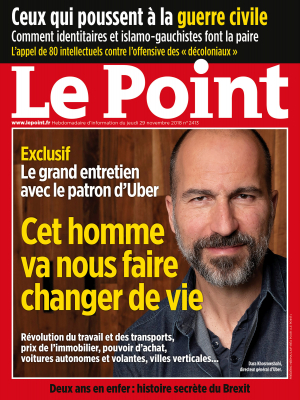 Ceux qui poussent à la guerre civile
Comment identitaires et islamo-gauchistes font la paire
L'appel de 80 intellectuels contre l'offensive des « décoloniaux »
Le Point
www.lepoint.fr Hebdomadaire d'information du jeudi 29 novembre 2018 n° 2413
Exclusif
Le grand entretien
avec le patron d'Uber
Cet homme
va nous faire
changer de vie
Révolution du travail et des transports,
prix de l'immobilier, pouvoir d'achat,
voitures autonomes et volantes, villes verticales...
Dara Khosrowshahi,
directeur général d'Uber.
Deux ans en enfer : histoire secrète du Brexit